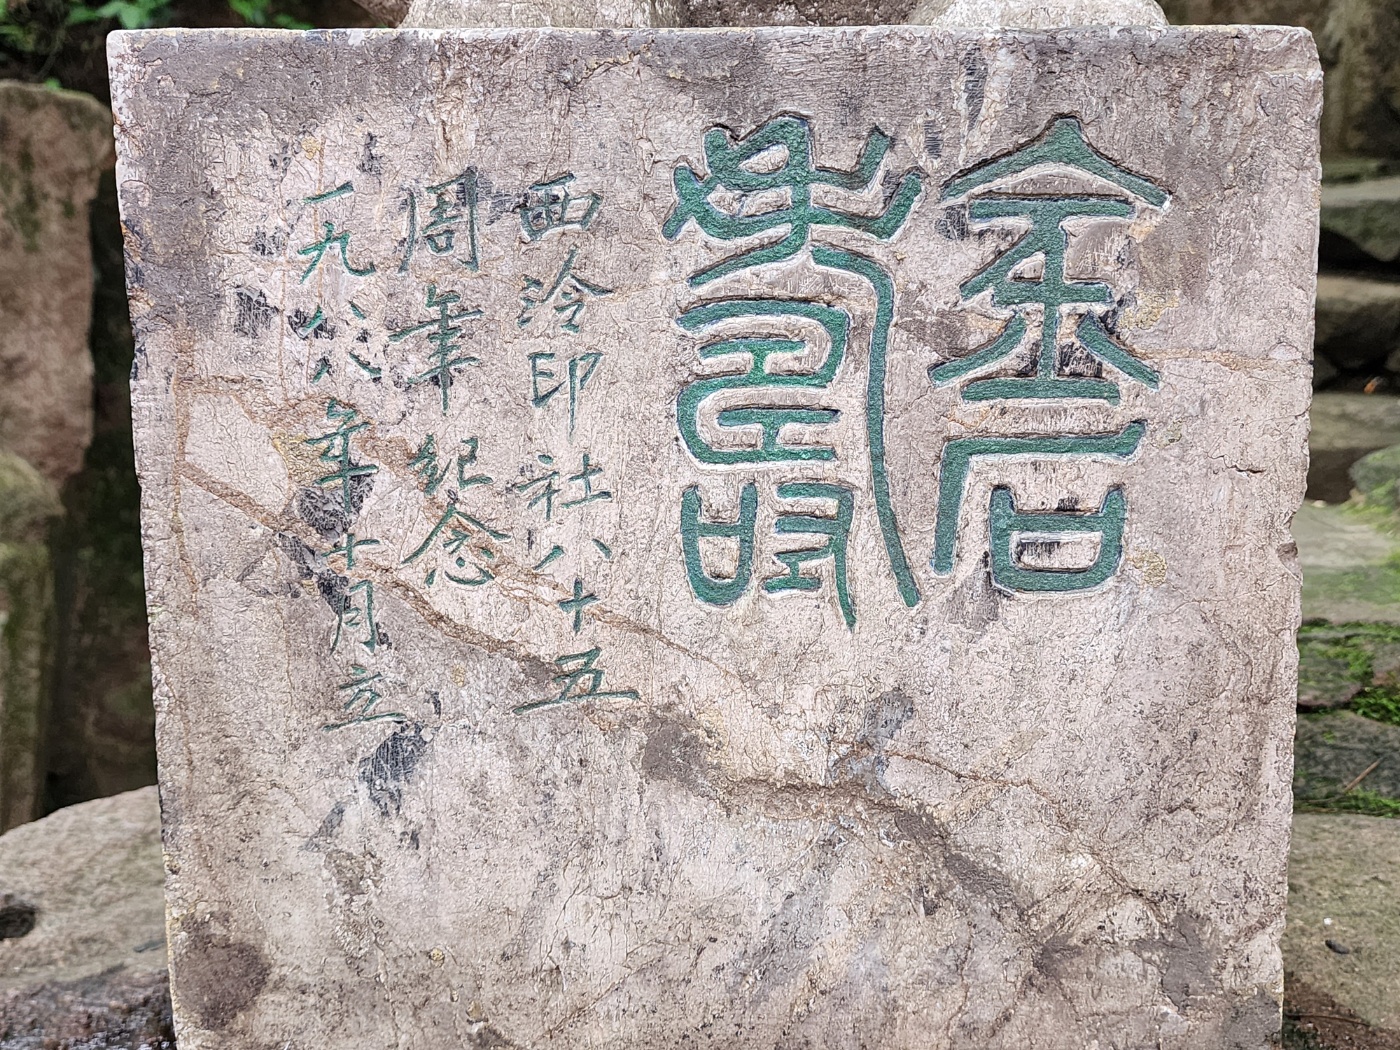 金石壽
西泠印社八十五
周年紀念
一九八八年十月立